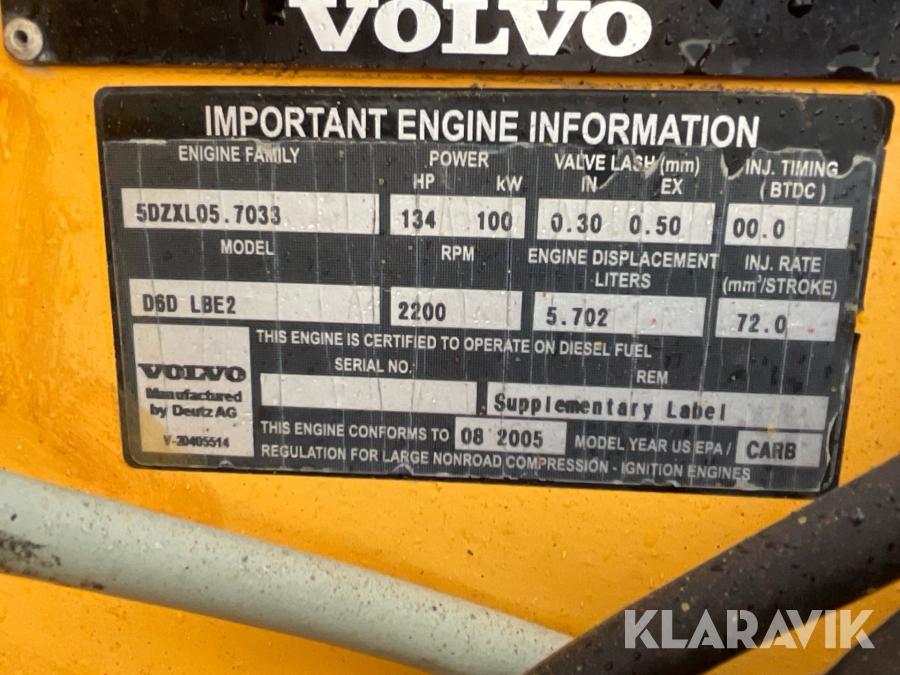 VOLVO
IMPORTANT ENGINE INFORMATION
ENIGINE FAMILY
POWER
HP kW
VALVE LASH (mm)
IN EX
INJ. TIMING
( BTDC )
5DZXL05.7033
134 100
0.30 0.50
00.0
MODEL
RPM
ENGINE DISPLACEMENT
LITERS
INJ. RATE
(mm³/STROKE)
D6D LBE2
2200
5.702
72.0
THIS ENGINE IS CERTIFIED TO OPERATE ON DIESEL FUEL
SERIAL NO.
REM
Supplementary Label
VOLVO
Manufactured
by Deutz AG
V-20405514
THIS ENGINE CONFORMS TO 08 2005 MODEL YEAR US EPA / CARB
REGULATION FOR LARGE NONROAD COMPRESSION - IGNITION ENGINES
KLARAVIK